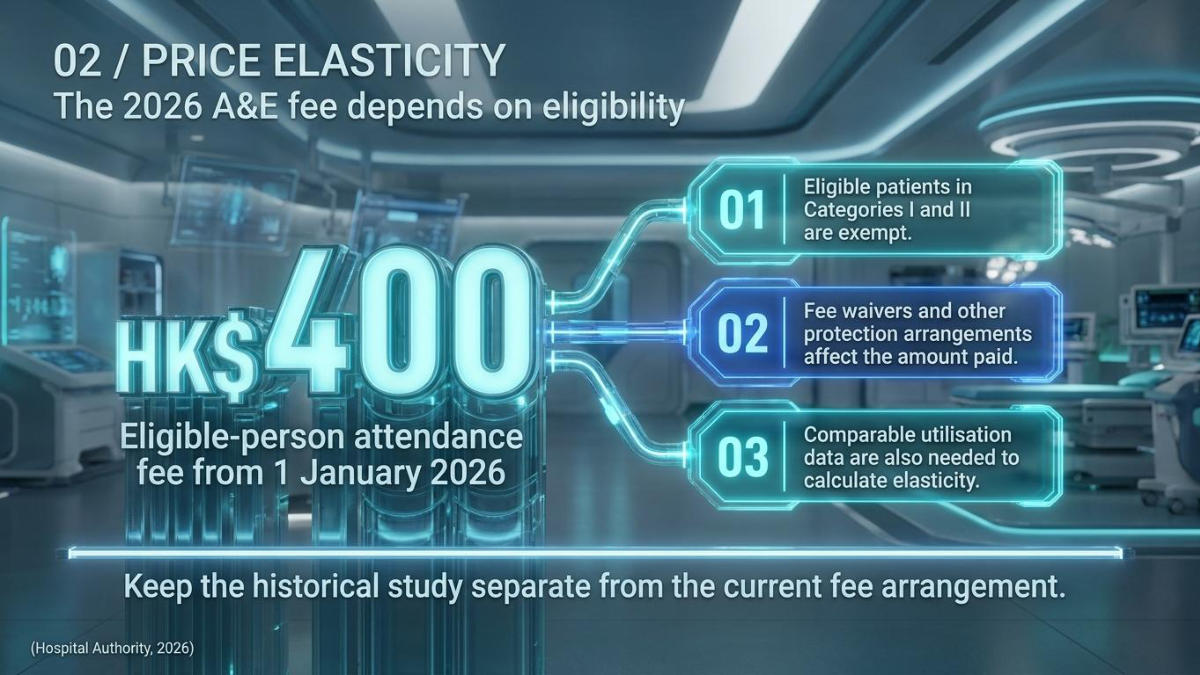 02 / PRICE ELASTICITY
The 2026 A&E fee depends on eligibility
HK$400
Eligible-person attendance
fee from 1 January 2026
01
Eligible patients in
Categories I and II
are exempt.
02
Fee waivers and other
protection arrangements
affect the amount paid.
03
Comparable utilisation
data are also needed to
calculate elasticity.
Keep the historical study separate from the current fee arrangement.
(Hospital Authority, 2026)